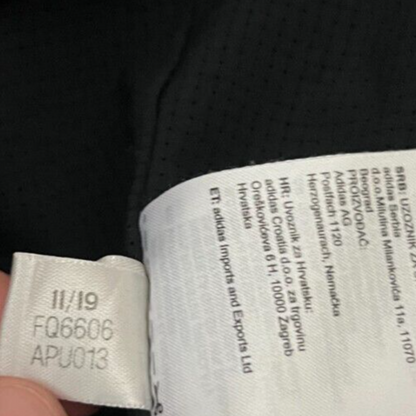 11/19
FQ6606
APU013
SRB: UZOZNIK ZA
adidas Serbia
d.o.o. Milutina Milankovića 11a, 11070
Beograd
PROIZVOĐAČ:
Adidas AG
Postfach 1120
Herzogenaurach, Nemačka
HR: Uvoznik za Hrvatsku:
adidas Croatia d.o.o. za trgovinu
Oreškovićeva 6 H, 10000 Zagreb
Hrvatska
ET: adidas Imports and Exports Ltd